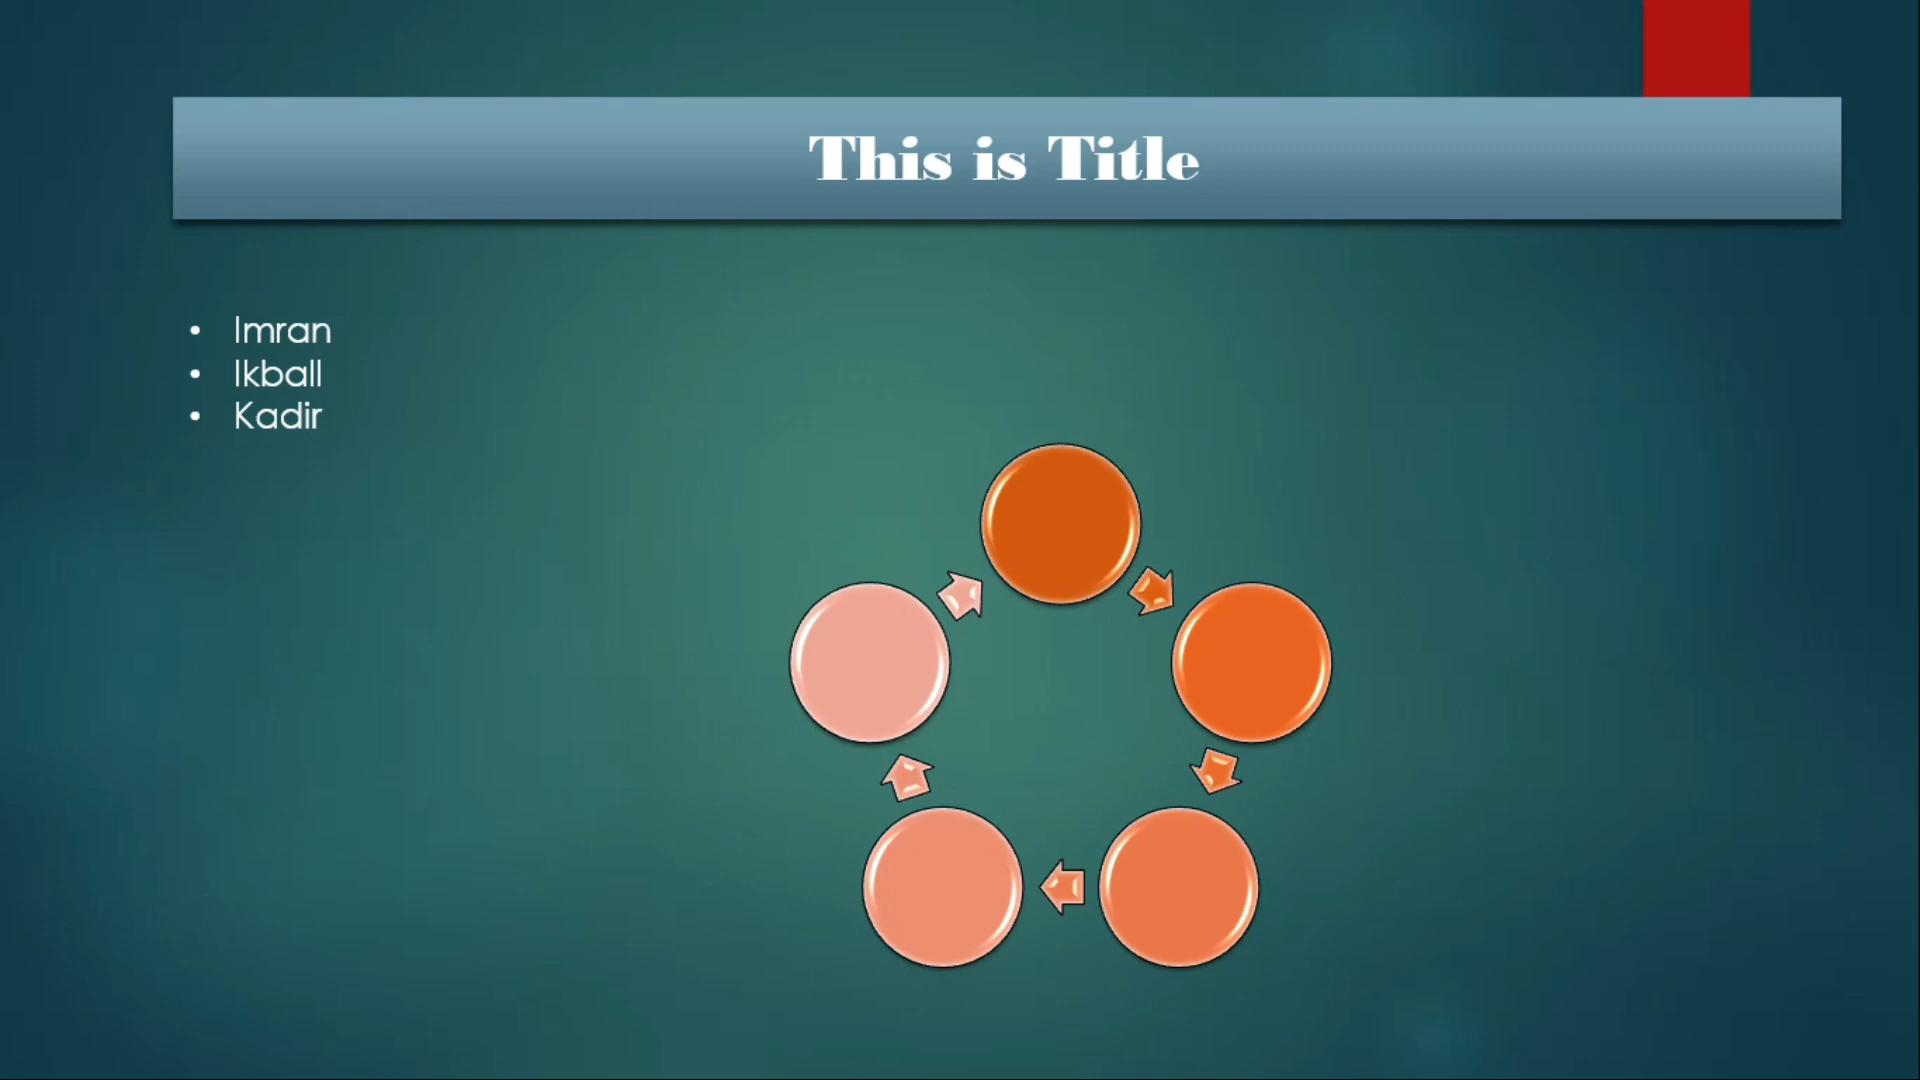 This is Title
• Imran
• Ikball
• Kadir